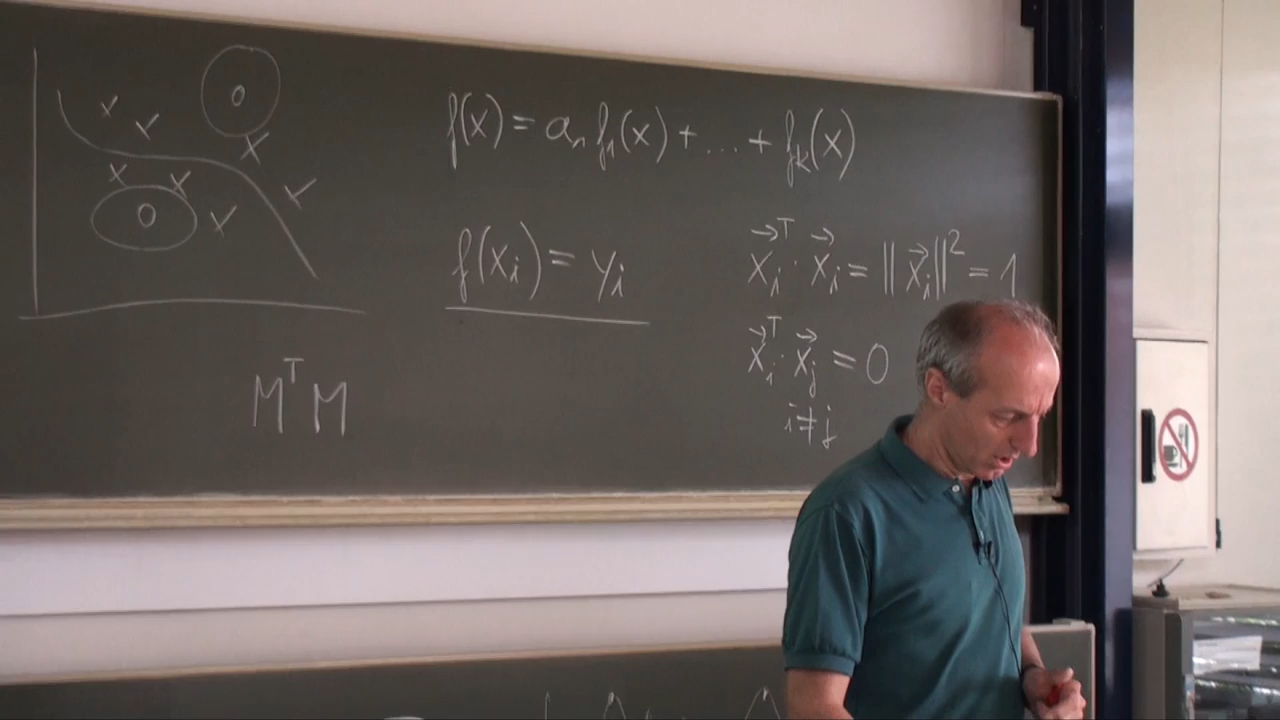 f(x) = a₁ f₁(x) + ... + fₖ(x)
f(xᵢ) = yᵢ
x⃗ᵢᵀ · x⃗ᵢ = ||x⃗ᵢ||² = 1
x⃗ᵢᵀ · x⃗ⱼ = 0
i ≠ j
MᵀM